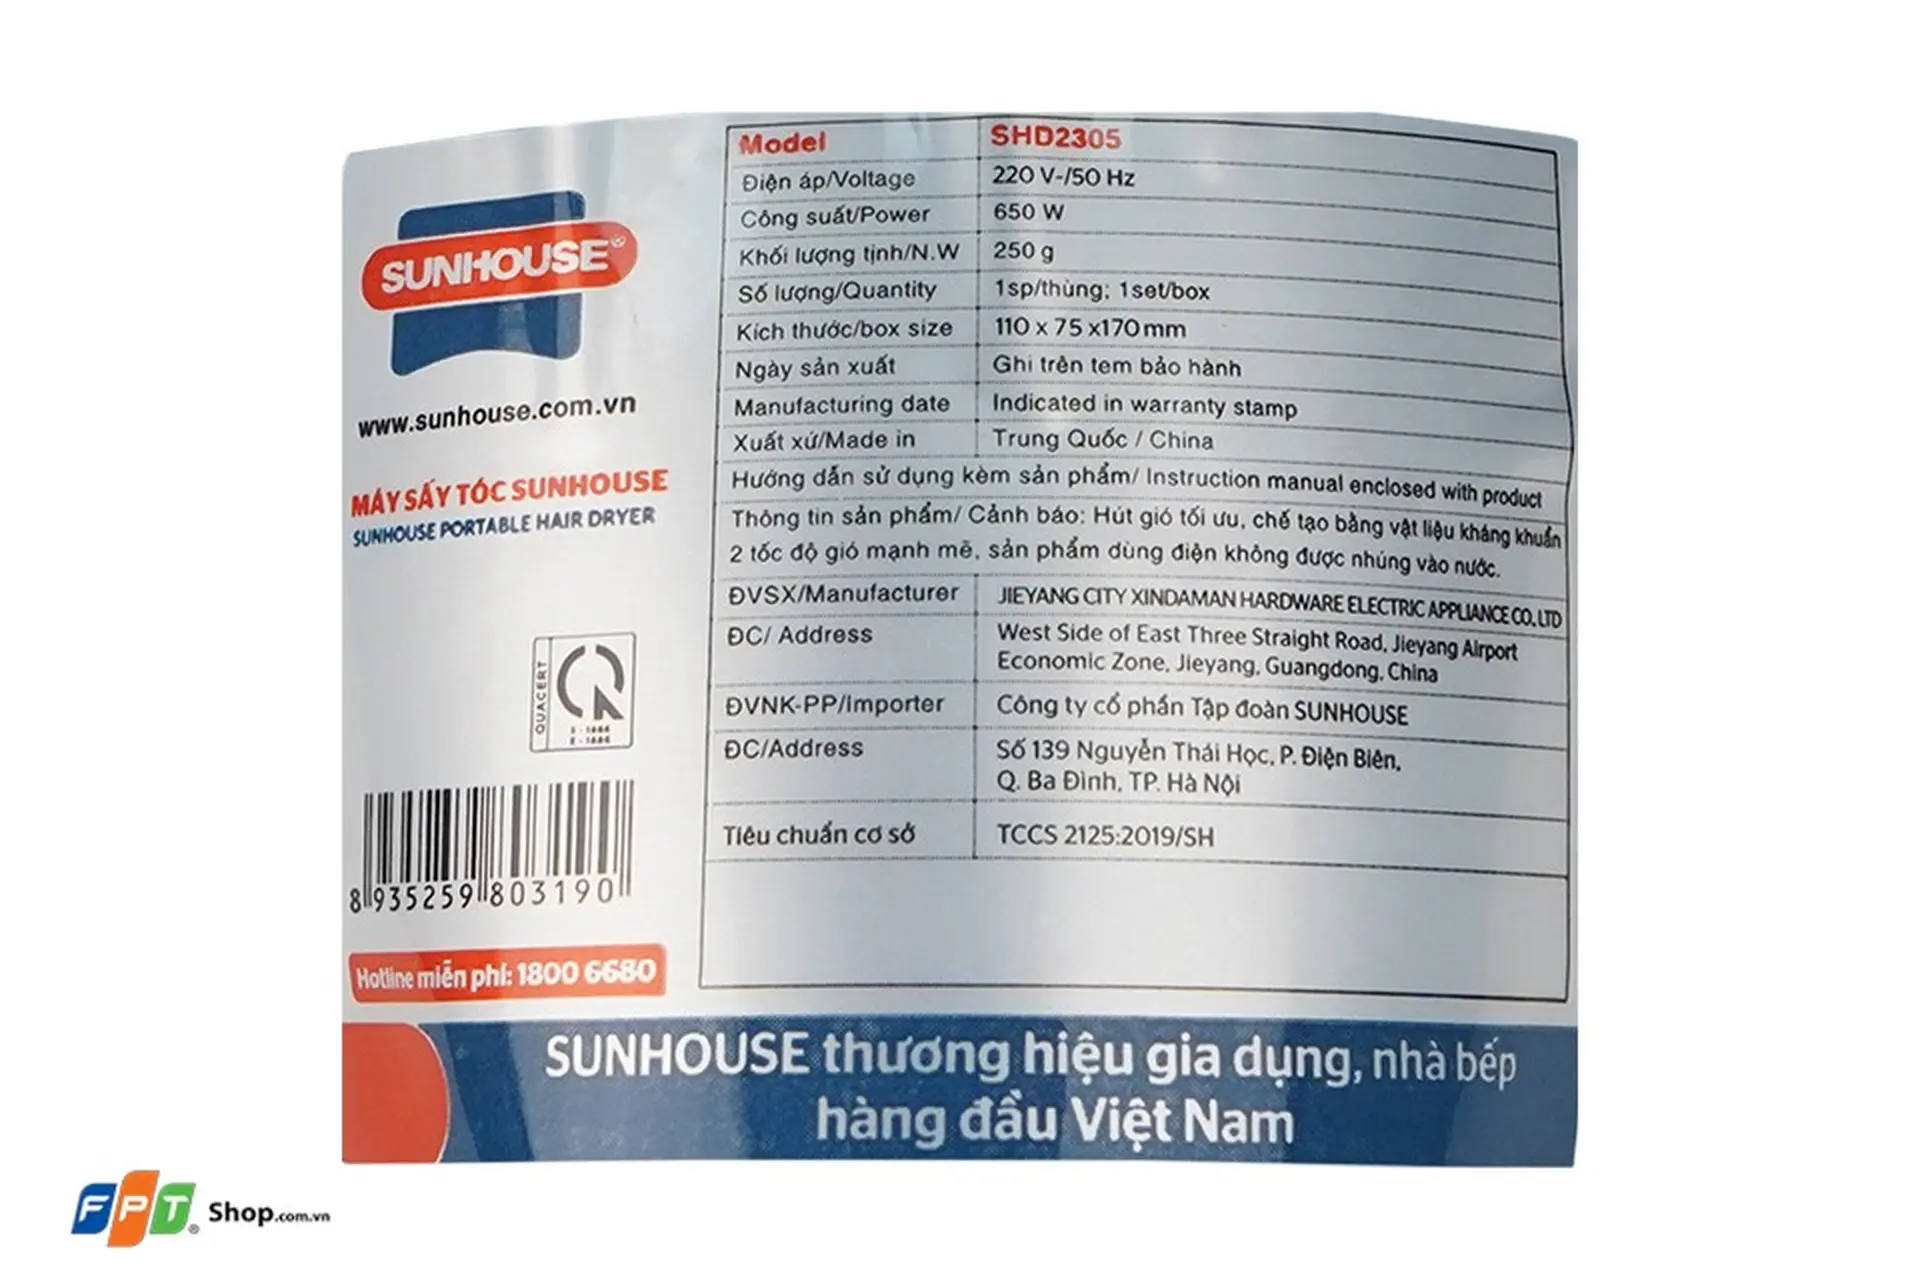 SUNHOUSE®
www.sunhouse.com.vn
MÁY SẤY TÓC SUNHOUSE
SUNHOUSE PORTABLE HAIR DRYER
QUACERT
8 935259 803190
Hotline miễn phí: 1800 6680
Model SHD2305
Điện áp/Voltage 220 V~/50 Hz
Công suất/Power 650 W
Khối lượng tịnh/N.W 250 g
Số lượng/Quantity 1sp/thùng; 1set/box
Kích thước/box size 110 x 75 x170mm
Ngày sản xuất Ghi trên tem bảo hành
Manufacturing date Indicated in warranty stamp
Xuất xứ/Made in Trung Quốc / China
Hướng dẫn sử dụng kèm sản phẩm/ Instruction manual enclosed with product
Thông tin sản phẩm/ Cảnh báo: Hút gió tối ưu, chế tạo bằng vật liệu kháng khuẩn
2 tốc độ gió mạnh mẽ, sản phẩm dùng điện không được nhúng vào nước.
ĐVSX/Manufacturer JIEYANG CITY XINDAMAN HARDWARE ELECTRIC APPLIANCE CO. LTD
ĐC/ Address West Side of East Three Straight Road, Jieyang Airport
Economic Zone, Jieyang, Guangdong, China
ĐVNK-PP/Importer Công ty cổ phần Tập đoàn SUNHOUSE
ĐC/Address Số 139 Nguyễn Thái Học, P. Điện Biên,
Q. Ba Đình, TP. Hà Nội
Tiêu chuẩn cơ sở TCCS 2125:2019/SH
SUNHOUSE thương hiệu gia dụng, nhà bếp
hàng đầu Việt Nam
FPT® Shop.com.vn